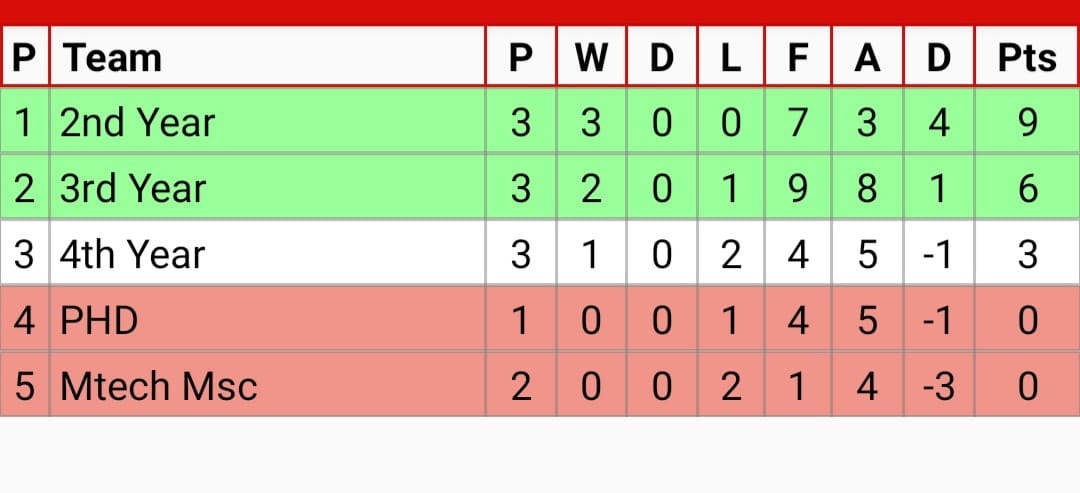 P Team P W D L F A D Pts
1 2nd Year 3 3 0 0 7 3 4 9
2 3rd Year 3 2 0 1 9 8 1 6
3 4th Year 3 1 0 2 4 5 -1 3
4 PHD 1 0 0 1 4 5 -1 0
5 Mtech Msc 2 0 0 2 1 4 -3 0